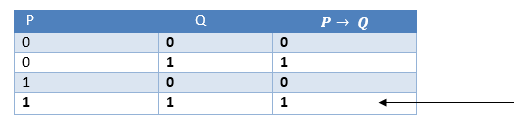 P Q P → Q
0 0 0
0 1 1
1 0 0
1 1 1